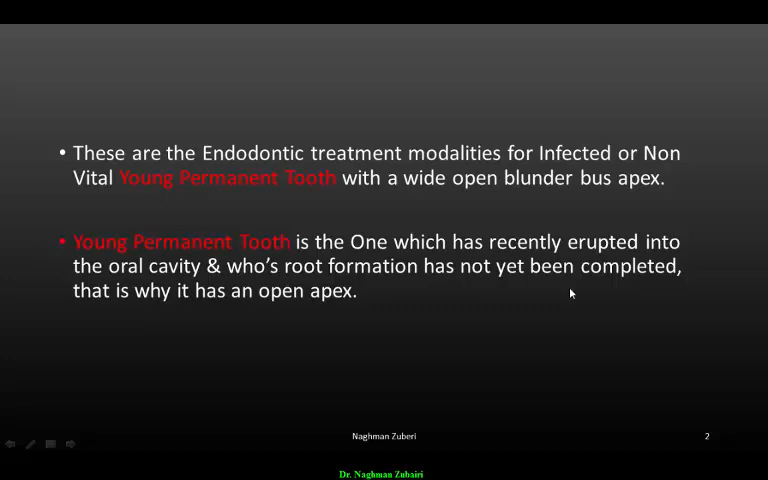 • These are the Endodontic treatment modalities for Infected or Non
Vital Young Permanent Tooth with a wide open blunder bus apex.
• Young Permanent Tooth is the One which has recently erupted into
the oral cavity & who's root formation has not yet been completed,
that is why it has an open apex.
Naghman Zuberi
2
Dr. Naghman Zubairi